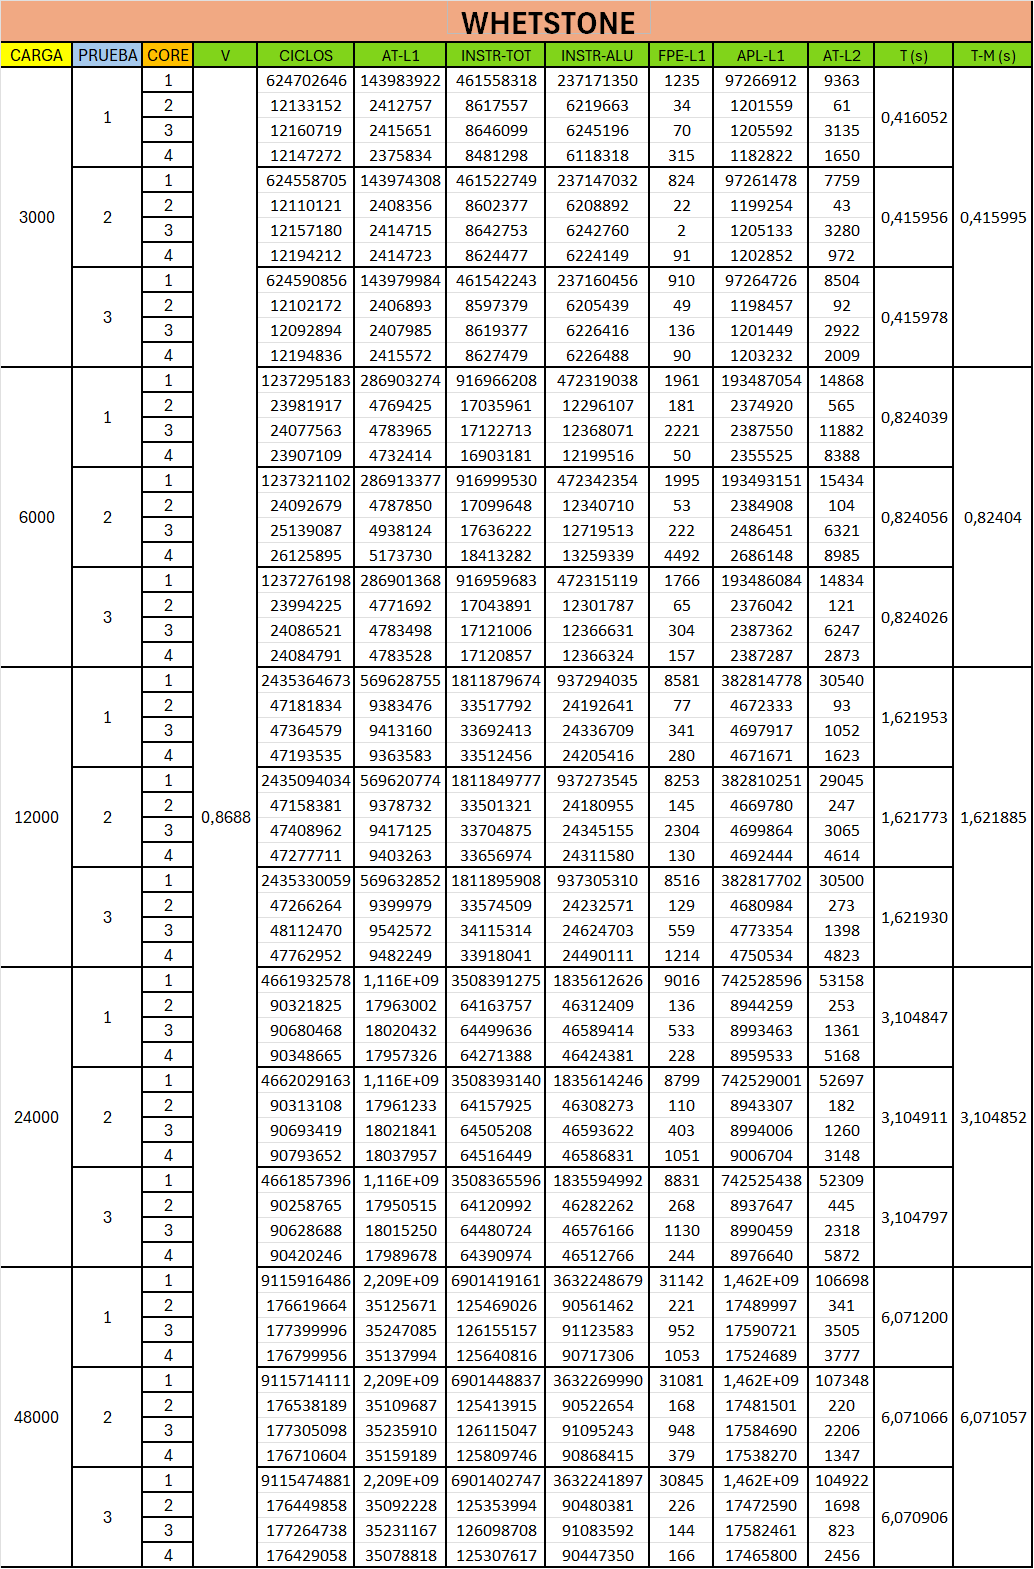 WHETSTONE
CARGA PRUEBA CORE V CICLOS AT-L1 INSTR-TOT INSTR-ALU FPE-L1 APL-L1 AT-L2 T (s) T-M (s)
1 624702646 143983922 461558318 237171350 1235 97266912 9363
2 12133152 2412757 8617557 6219663 34 1201559 61
1 0,416052
3 12160719 2415651 8646099 6245196 70 1205592 3135
4 12147272 2375834 8481298 6118318 315 1182822 1650
1 624558705 143974308 461522749 237147032 824 97261478 7759
2 12110121 2408356 8602377 6208892 22 1199254 43
3000 2 0,415956 0,415995
3 12157180 2414715 8642753 6242760 2 1205133 3280
4 12194212 2414723 8624477 6224149 91 1202852 972
1 624590856 143979984 461542243 237160456 910 97264726 8504
2 12102172 2406893 8597379 6205439 49 1198457 92
3 0,415978
3 12092894 2407985 8619377 6226416 136 1201449 2922
4 12194836 2415572 8627479 6226488 90 1203232 2009
1 1237295183 286903274 916966208 472319038 1961 193487054 14868
2 23981917 4769425 17035961 12296107 181 2374920 565
1 0,824039
3 24077563 4783965 17122713 12368071 2221 2387550 11882
4 23907109 4732414 16903181 12199516 50 2355525 8388
1 1237321102 286913377 916999530 472342354 1995 193493151 15434
2 24092679 4787850 17099648 12340710 53 2384908 104
6000 2 0,824056 0,82404
3 25139087 4938124 17636222 12719513 222 2486451 6321
4 26125895 5173730 18413282 13259339 4492 2686148 8985
1 1237276198 286901368 916959683 472315119 1766 193486084 14834
2 23994225 4771692 17043891 12301787 65 2376042 121
3 0,824026
3 24086521 4783498 17121006 12366631 304 2387362 6247
4 24084791 4783528 17120857 12366324 157 2387287 2873
1 2435364673 569628755 1811879674 937294035 8581 382814778 30540
2 47181834 9383476 33517792 24192641 77 4672333 93
1 1,621953
3 47364579 9413160 33692413 24336709 341 4697917 1052
4 47193535 9363583 33512456 24205416 280 4671671 1623
1 2435094034 569620774 1811849777 937273545 8253 382810251 29045
2 47158381 9378732 33501321 24180955 145 4669780 247
12000 2 0,8688 1,621773 1,621885
3 47408962 9417125 33704875 24345155 2304 4699864 3065
4 47277711 9403263 33656974 24311580 130 4692444 4614
1 2435330059 569632852 1811895908 937305310 8516 382817702 30500
2 47266264 9399979 33574509 24232571 129 4680984 273
3 1,621930
3 48112470 9542572 34115314 24624703 559 4773354 1398
4 47762952 9482249 33918041 24490111 1214 4750534 4823
1 4661932578 1,116E+09 3508391275 1835612626 9016 742528596 53158
2 90321825 17963002 64163757 46312409 136 8944259 253
1 3,104847
3 90680468 18020432 64499636 46589414 533 8993463 1361
4 90348665 17957326 64271388 46424381 228 8959533 5168
1 4662029163 1,116E+09 3508393140 1835614246 8799 742529001 52697
2 90313108 17961233 64157925 46308273 110 8943307 182
24000 2 3,104911 3,104852
3 90693419 18021841 64505208 46593622 403 8994006 1260
4 90793652 18037957 64516449 46586831 1051 9006704 3148
1 4661857396 1,116E+09 3508365596 1835594992 8831 742525438 52309
2 90258765 17950515 64120992 46282262 268 8937647 445
3 3,104797
3 90628688 18015250 64480724 46576166 1130 8990459 2318
4 90420246 17989678 64390974 46512766 244 8976640 5872
1 9115916486 2,209E+09 6901419161 3632248679 31142 1,462E+09 106698
2 176619664 35125671 125469026 90561462 221 17489997 341
1 6,071200
3 177399996 35247085 126155157 91123583 952 17590721 3505
4 176799956 35137994 125640816 90717306 1053 17524689 3777
1 9115714111 2,209E+09 6901448837 3632269990 31081 1,462E+09 107348
2 176538189 35109687 125413915 90522654 168 17481501 220
48000 2 6,071066 6,071057
3 177305098 35235910 126115047 91095243 948 17584690 2206
4 176710604 35159189 125809746 90868415 379 17538270 1347
1 9115474881 2,209E+09 6901402747 3632241897 30845 1,462E+09 104922
2 176449858 35092228 125353994 90480381 226 17472590 1698
3 6,070906
3 177264738 35231167 126098708 91083592 144 17582461 823
4 176429058 35078818 125307617 90447350 166 17465800 2456